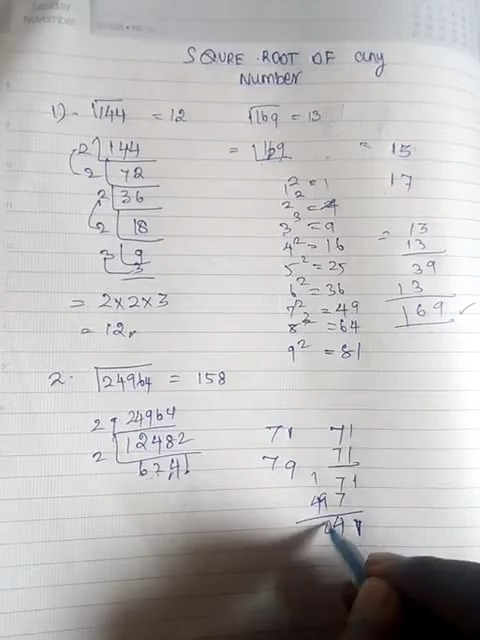 Tuesday
November
SQURE ROOT OF any
Number
1) √144 = 12
2 144
2 72
2 36
2 18
3 9
3
= 2×2×3
= 12
√169 = 13
= √169
1² = 1
2² = 4
3³ = 9
4² = 16
5² = 25
6² = 36
7² = 49
8² = 64
9² = 81
= 15
17
= 13
13
39
13
169 ✓
2. √24964 = 158
2 24964
2 12482
6241
71
79
71
71
71
497